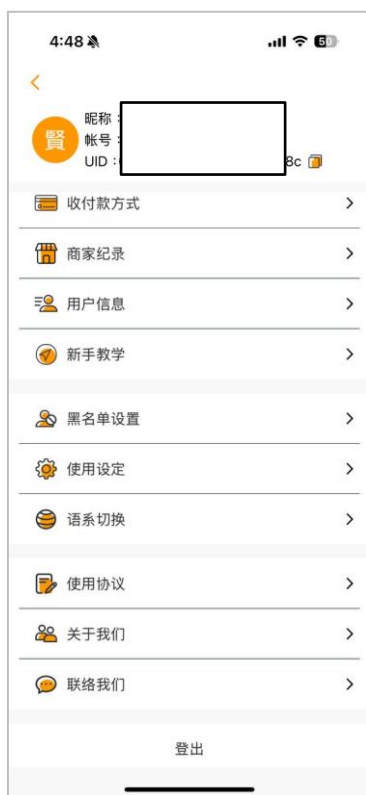 4:48
50
賢
昵称：
帐号：
UID：
8c
收付款方式
商家纪录
用户信息
新手教学
黑名单设置
使用设定
语系切换
使用协议
关于我们
联络我们
登出